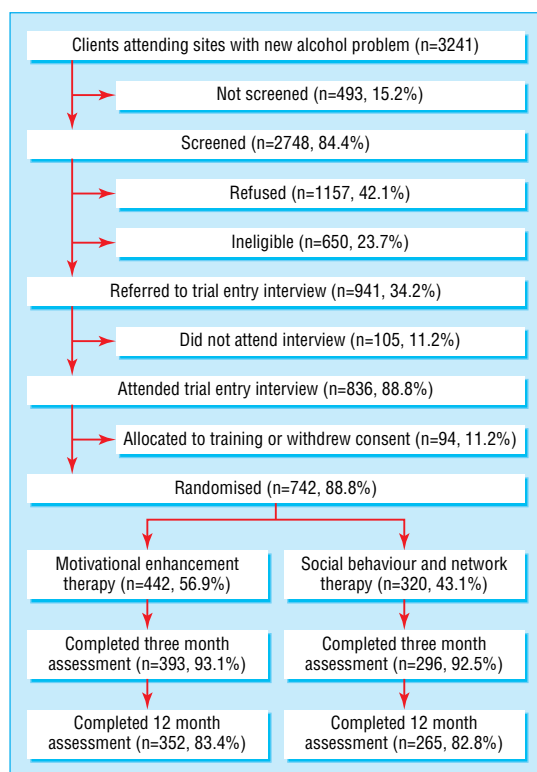 Clients attending sites with new alcohol problem (n=3241)
Not screened (n=493, 15.2%)
Screened (n=2748, 84.4%)
Refused (n=1157, 42.1%)
Ineligible (n=650, 23.7%)
Referred to trial entry interview (n=941, 34.2%)
Did not attend interview (n=105, 11.2%)
Attended trial entry interview (n=836, 88.8%)
Allocated to training or withdrew consent (n=94, 11.2%)
Randomised (n=742, 88.8%)
Motivational enhancement
therapy (n=442, 56.9%)
Social behaviour and network
therapy (n=320, 43.1%)
Completed three month
assessment (n=393, 93.1%)
Completed three month
assessment (n=296, 92.5%)
Completed 12 month
assessment (n=352, 83.4%)
Completed 12 month
assessment (n=265, 82.8%)